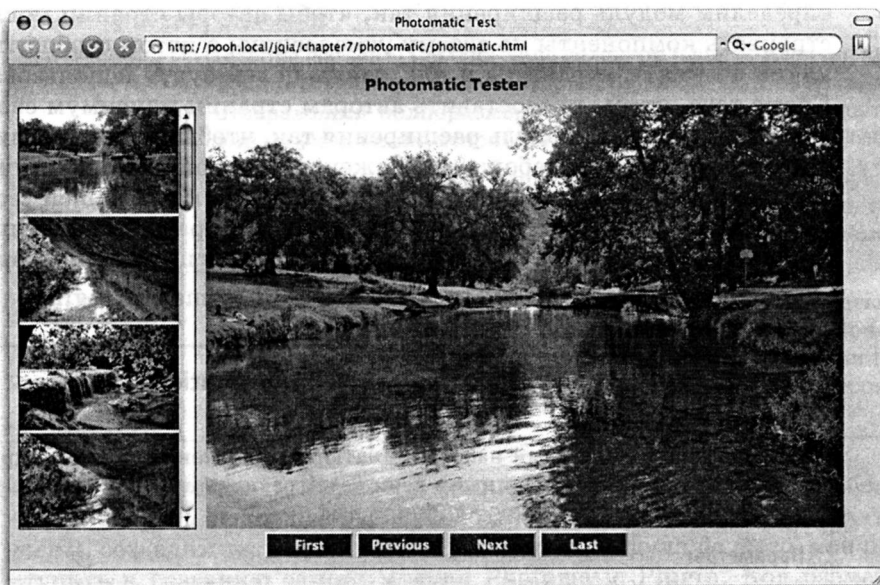 Photomatic Test
http://pooh.local/jqia/chapter7/photomatic/photomatic.html
Google
Photomatic Tester
First Previous Next Last